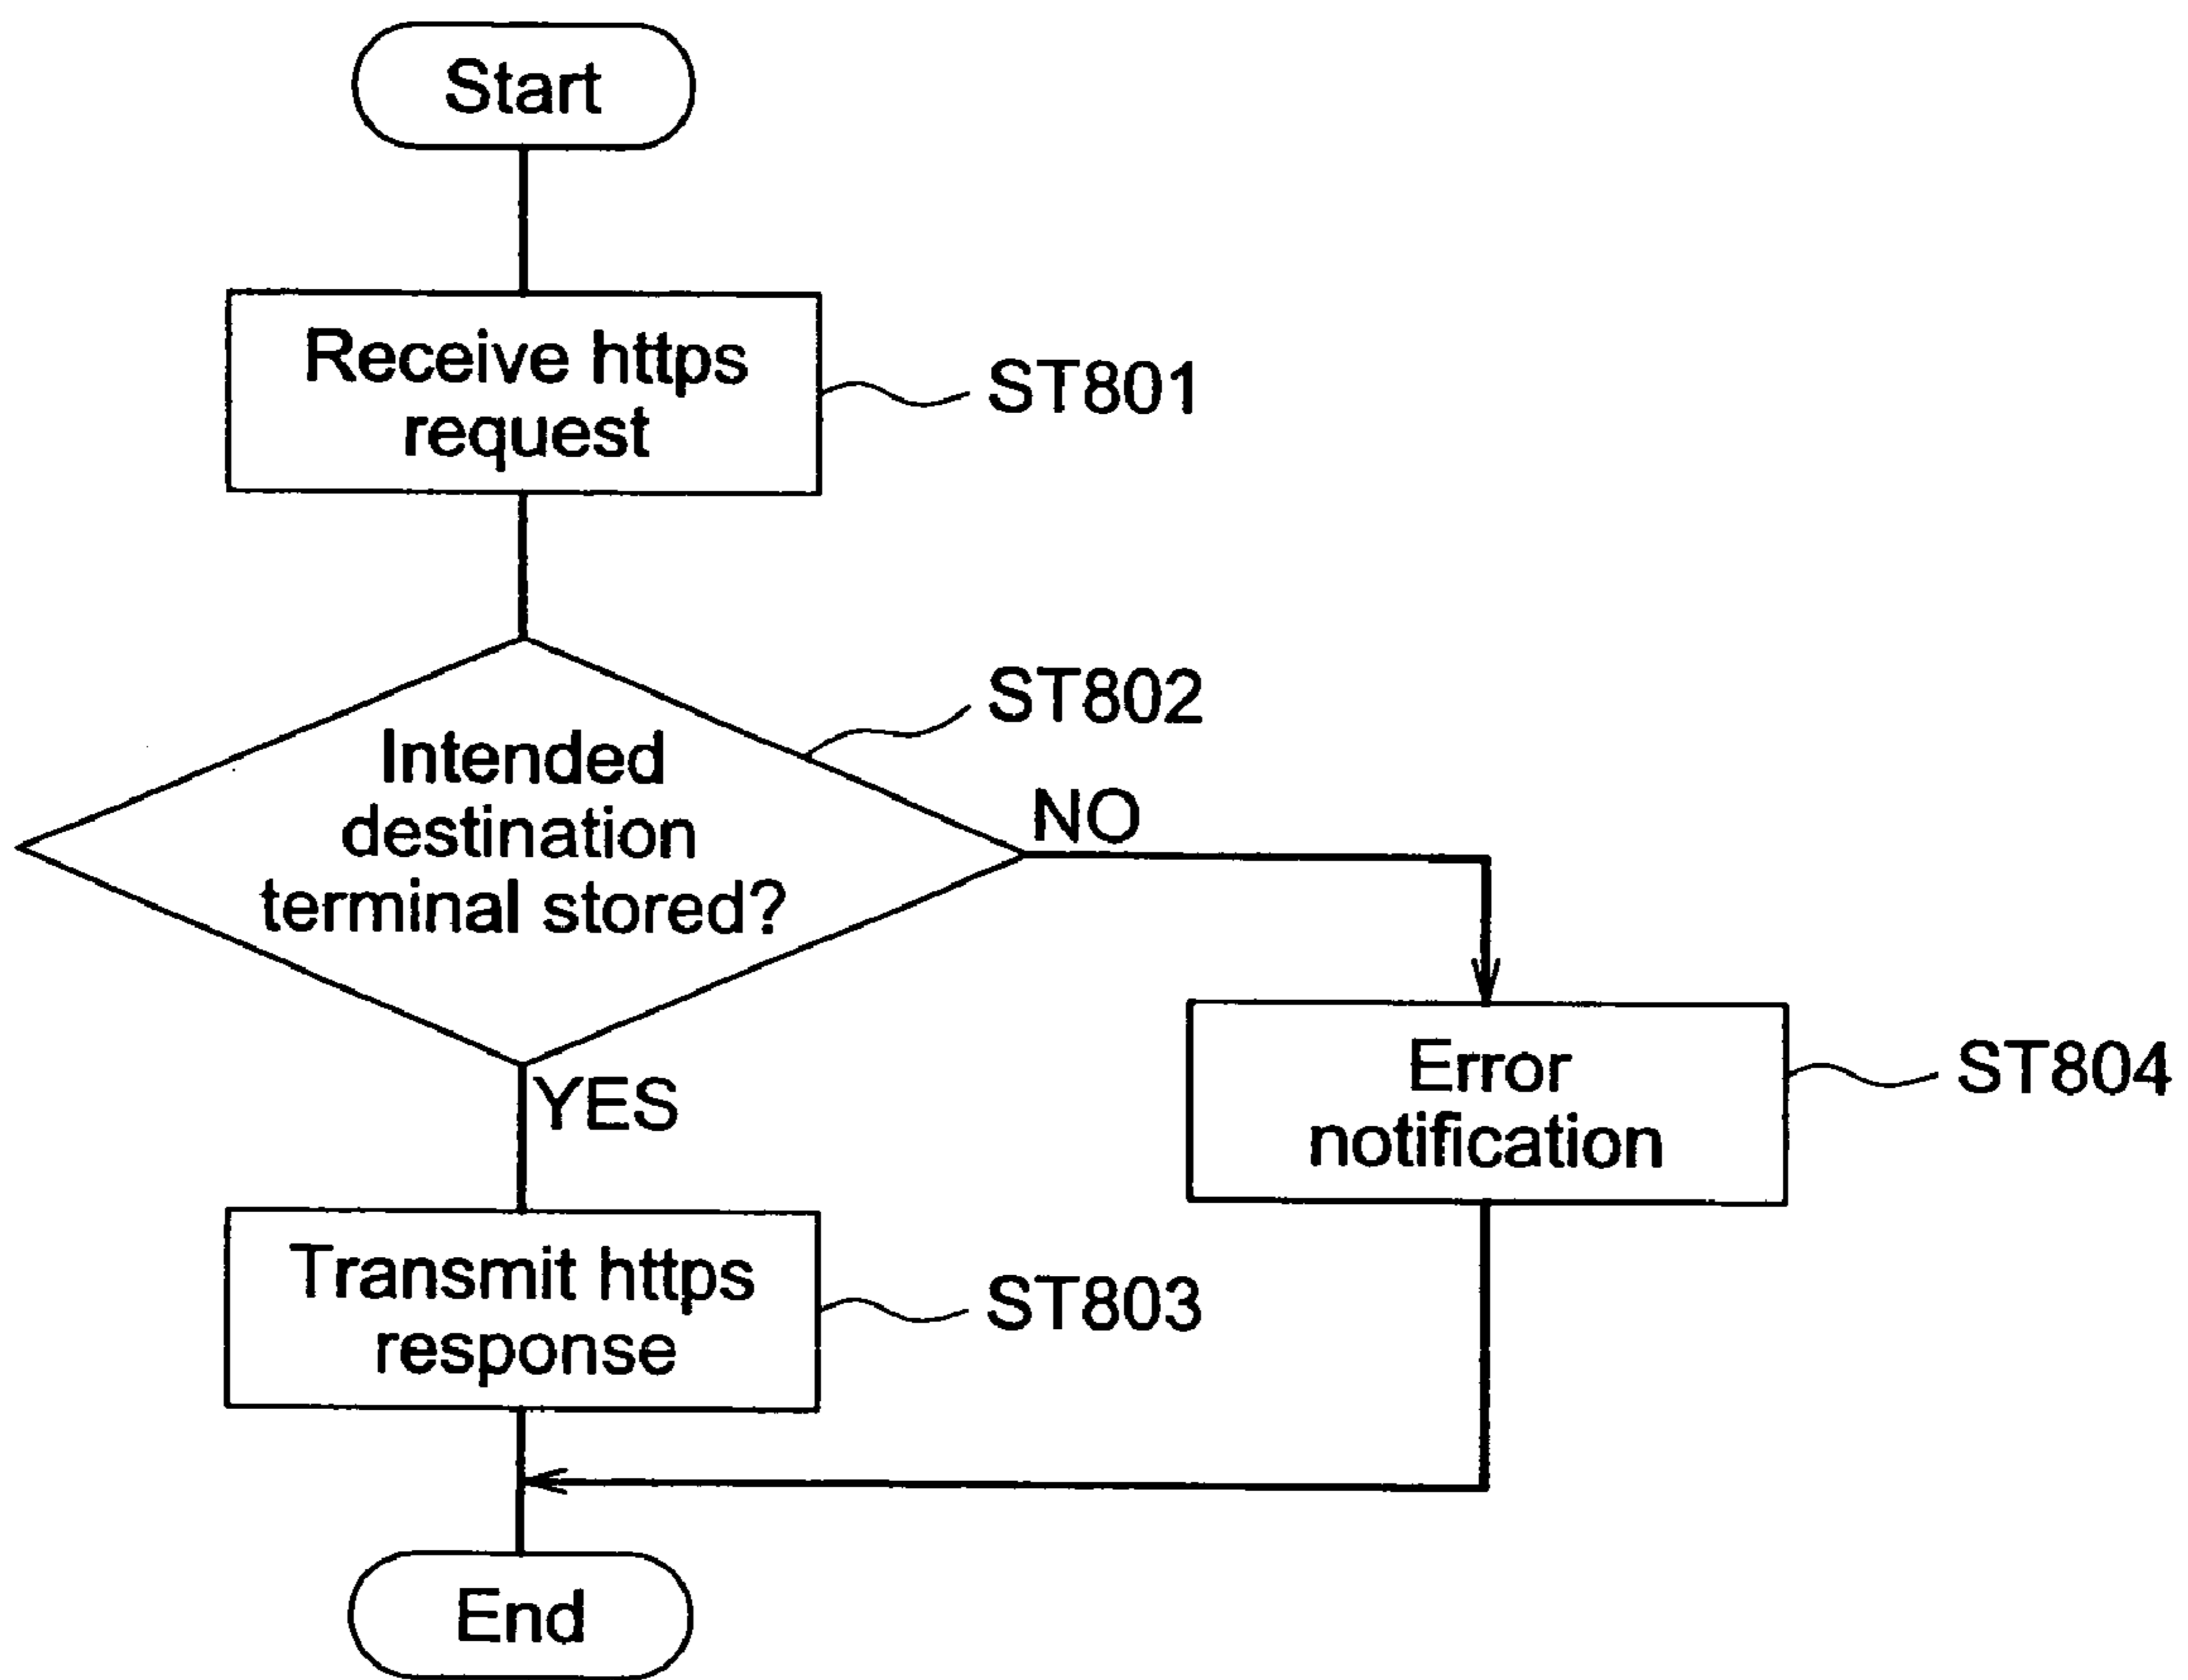 Start
Receive https
request
ST801
ST802
Intended
destination
terminal stored?
NO
YES
Error
notification
ST804
Transmit https
response
ST803
End